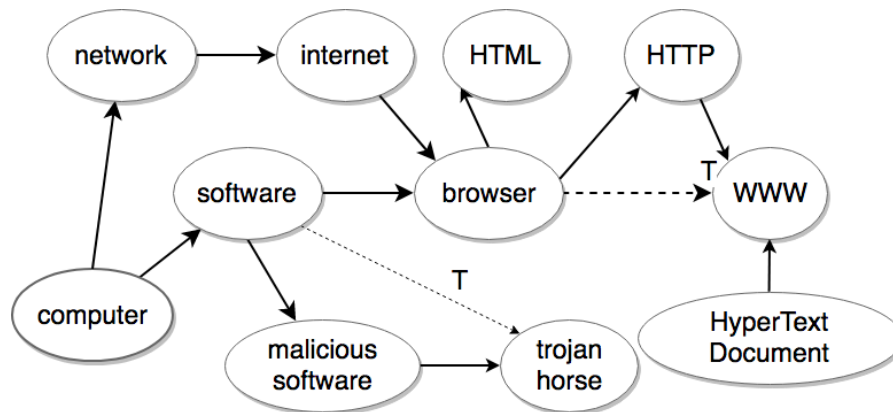 network
internet
HTML
HTTP
software
browser
T
WWW
T
computer
HyperText
Document
malicious
software
trojan
horse